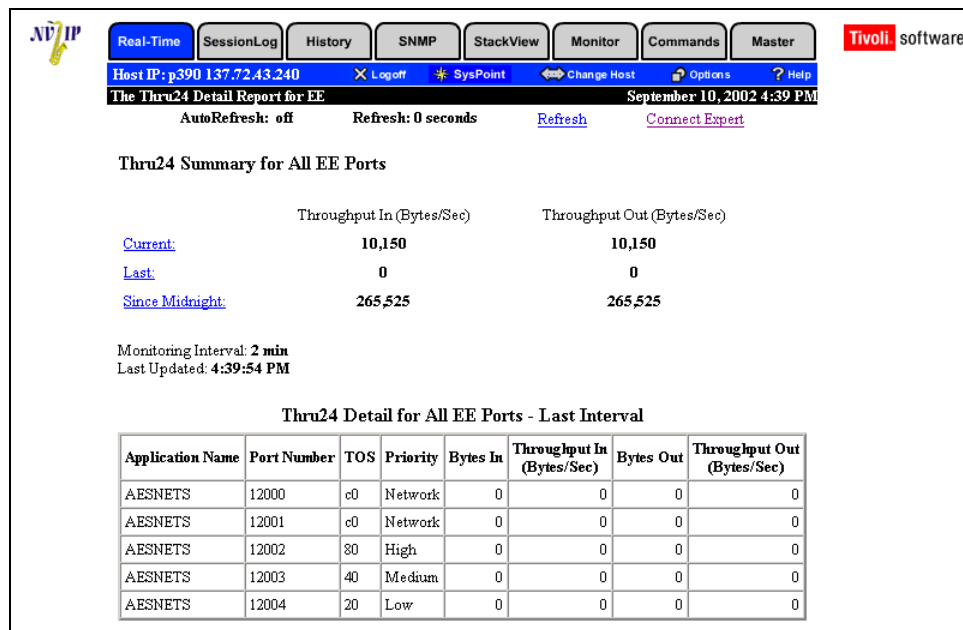 NV IP
Real-Time SessionLog History SNMP StackView Monitor Commands Master
Tivoli. software
Host IP: p390 137.72.43.240 Logoff SysPoint Change Host Options ? Help
The Thru24 Detail Report for EE September 10, 2002 4:39 PM
AutoRefresh: off Refresh: 0 seconds Refresh Connect Expert
Thru24 Summary for All EE Ports
Throughput In (Bytes/Sec) Throughput Out (Bytes/Sec)
Current: 10,150 10,150
Last: 0 0
Since Midnight: 265,525 265,525
Monitoring Interval: 2 min
Last Updated: 4:39:54 PM
Thru24 Detail for All EE Ports - Last Interval
Application Name Port Number TOS Priority Bytes In Throughput In (Bytes/Sec) Bytes Out Throughput Out (Bytes/Sec)
AESNETS 12000 c0 Network 0 0 0 0
AESNETS 12001 c0 Network 0 0 0 0
AESNETS 12002 80 High 0 0 0 0
AESNETS 12003 40 Medium 0 0 0 0
AESNETS 12004 20 Low 0 0 0 0